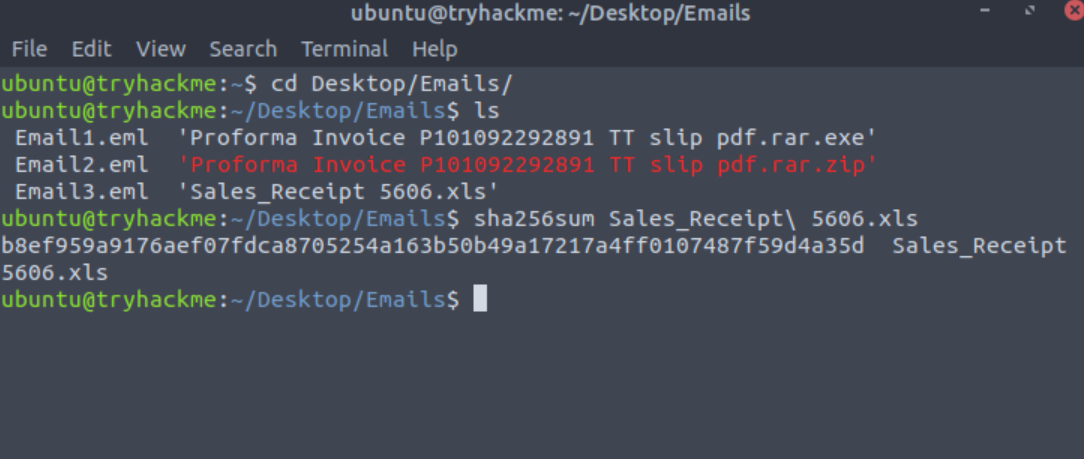 ubuntu@tryhackme: ~/Desktop/Emails
File Edit View Search Terminal Help
ubuntu@tryhackme:~$ cd Desktop/Emails/
ubuntu@tryhackme:~/Desktop/Emails$ ls
Email1.eml 'Proforma Invoice P101092292891 TT slip pdf.rar.exe'
Email2.eml 'Proforma Invoice P101092292891 TT slip pdf.rar.zip'
Email3.eml 'Sales_Receipt 5606.xls'
ubuntu@tryhackme:~/Desktop/Emails$ sha256sum Sales_Receipt\ 5606.xls
b8ef959a9176aef07fdca8705254a163b50b49a17217a4ff0107487f59d4a35d Sales_Receipt
5606.xls
ubuntu@tryhackme:~/Desktop/Emails$